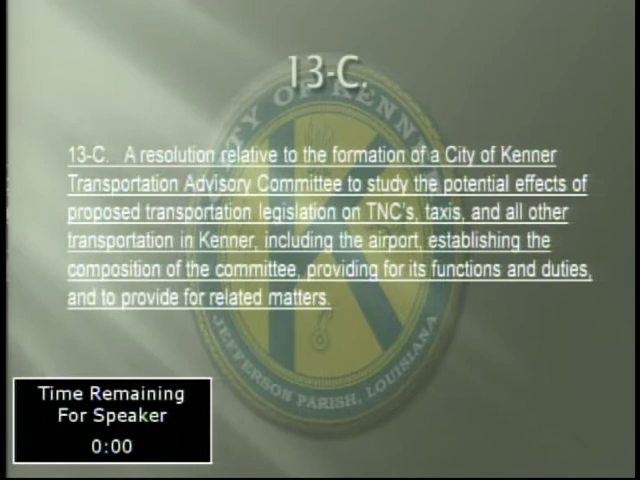 13-C.
CITY OF KENNER
13-C. A resolution relative to the formation of a City of Kenner
Transportation Advisory Committee to study the potential effects of
proposed transportation legislation on TNC's, taxis, and all other
transportation in Kenner, including the airport, establishing the
composition of the committee, providing for its functions and duties,
and to provide for related matters.
JEFFERSON PARISH, LOUISIANA
Time Remaining
For Speaker
0:00